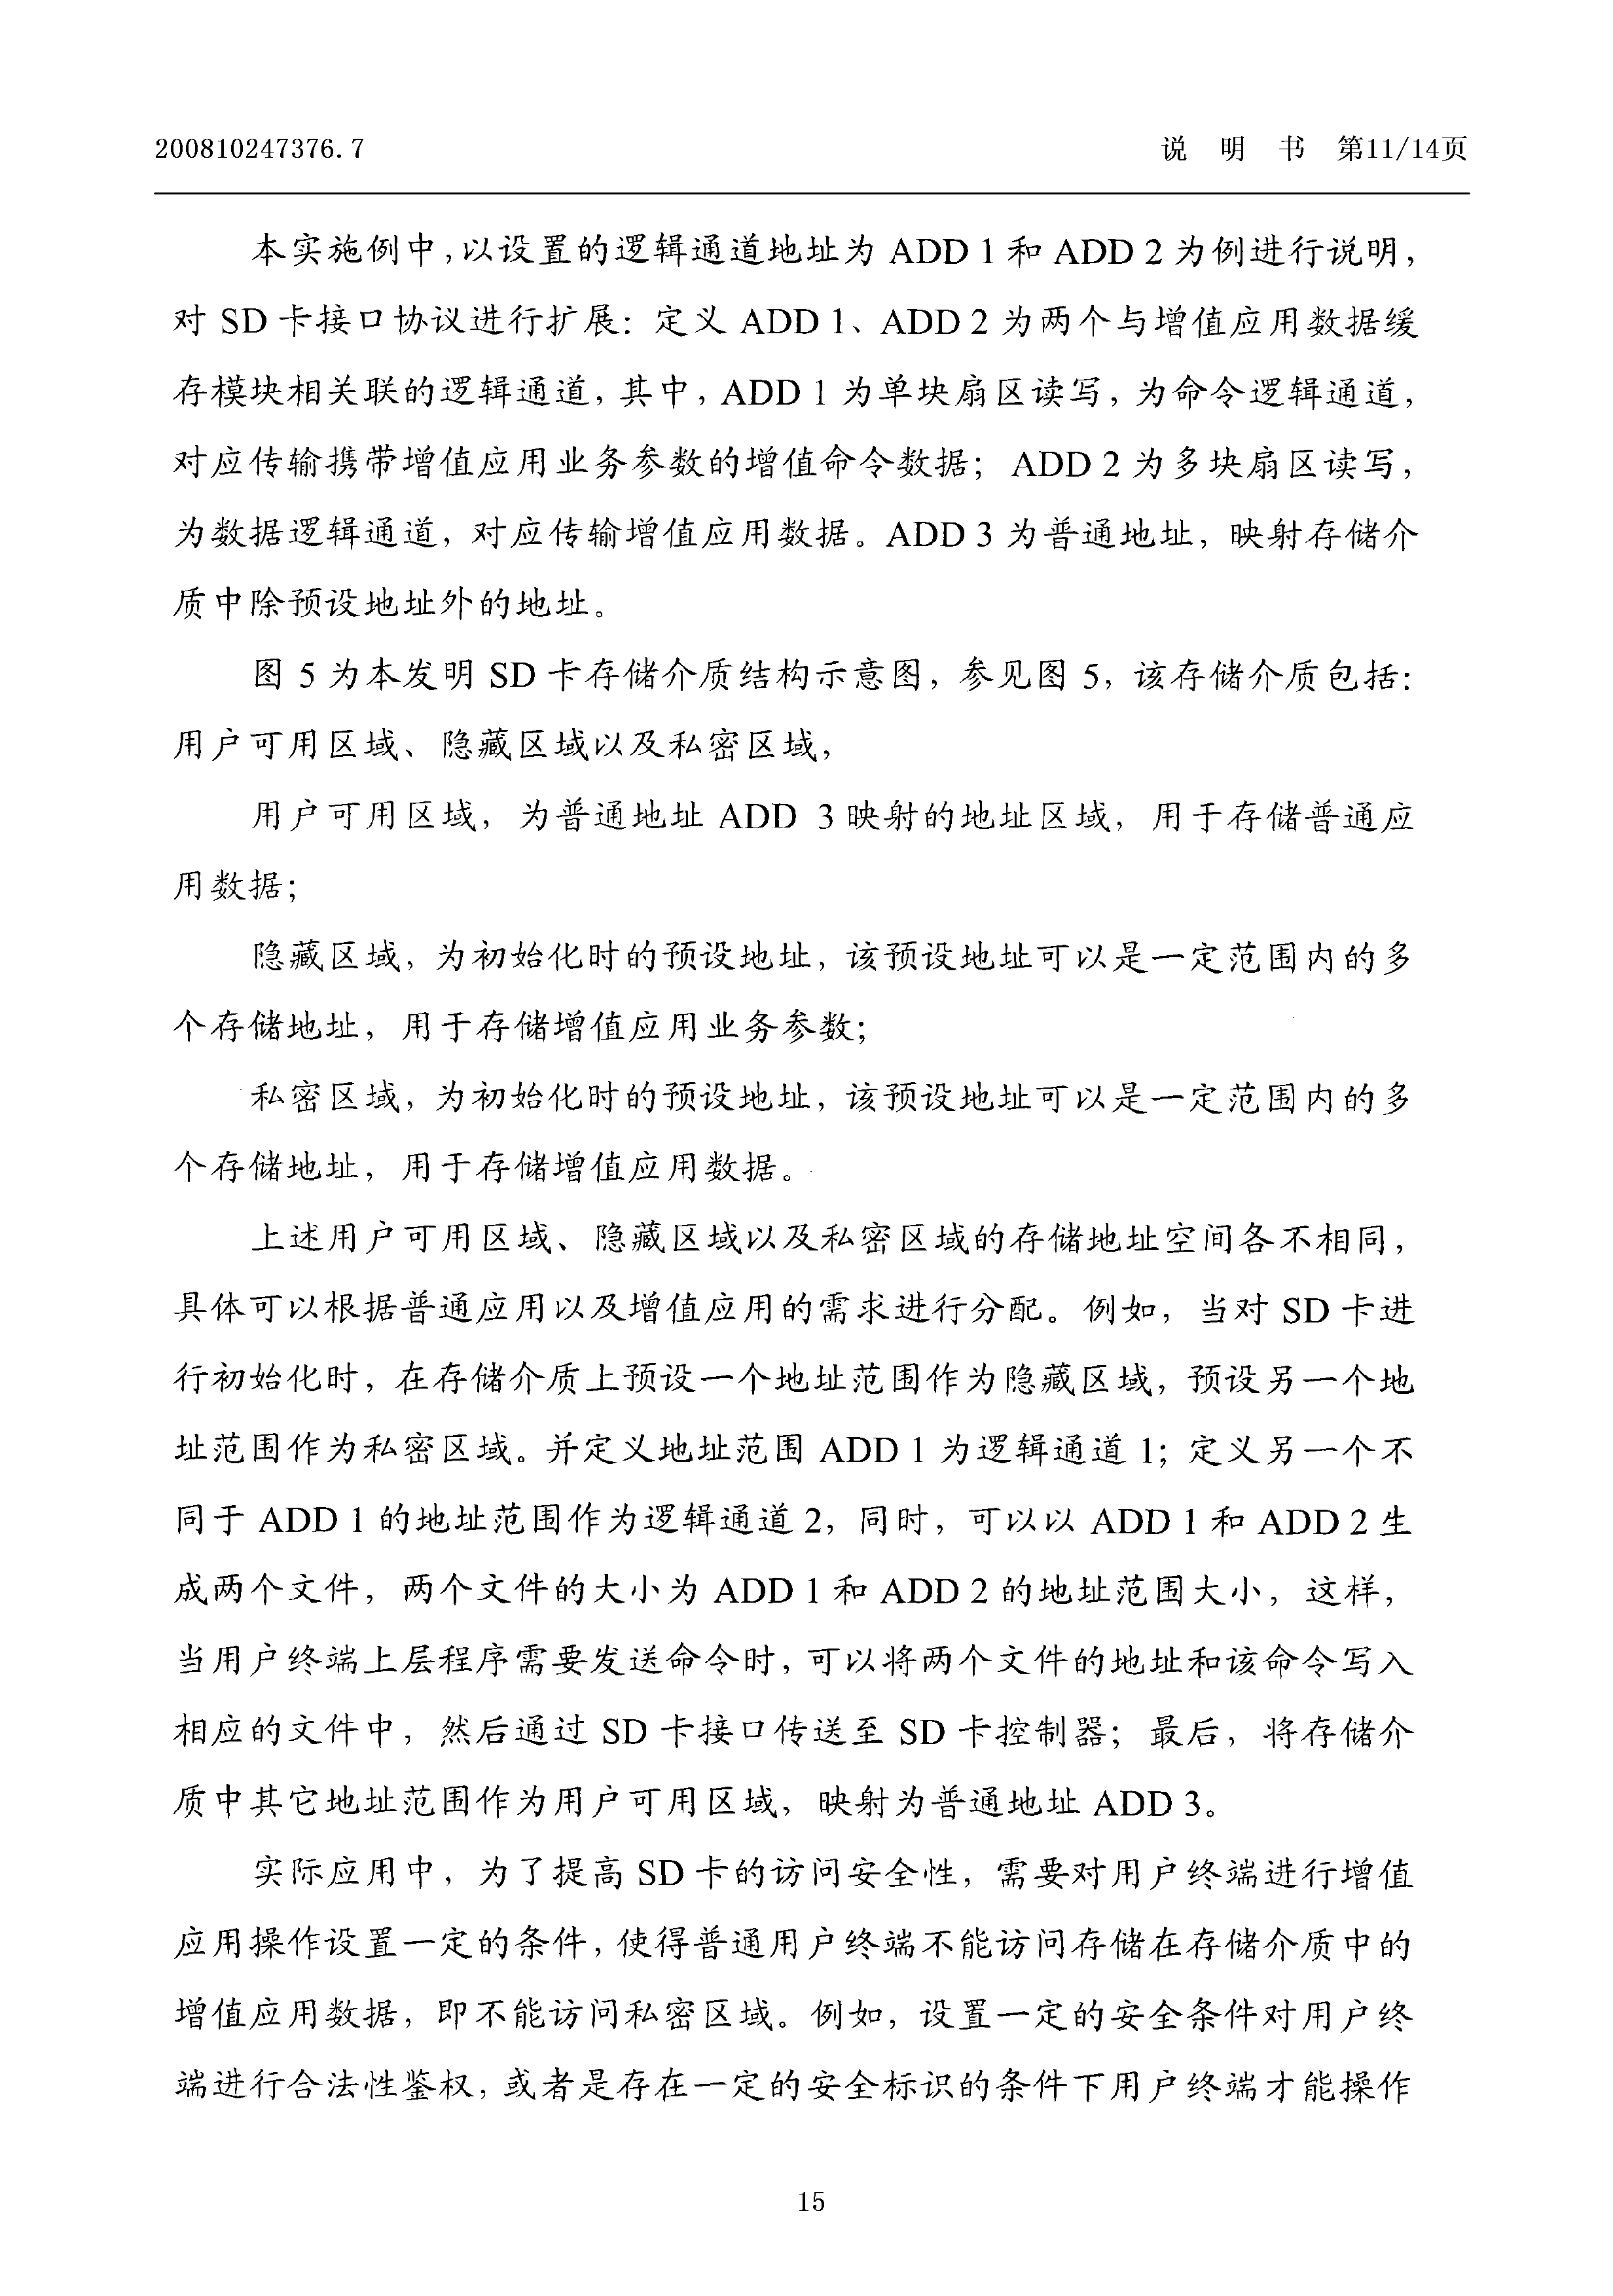 200810247376.7
说 明 书 第11/14页
本实施例中,以设置的逻辑通道地址为 ADD 1 和 ADD 2 为例进行说明，
对 SD 卡接口协议进行扩展：定义 ADD 1、ADD 2 为两个与增值应用数据缓
存模块相关联的逻辑通道，其中，ADD 1 为单块扇区读写，为命令逻辑通道，
对应传输携带增值应用业务参数的增值命令数据；ADD 2 为多块扇区读写，
为数据逻辑通道，对应传输增值应用数据。ADD 3 为普通地址，映射存储介
质中除预设地址外的地址。
图 5 为本发明 SD 卡存储介质结构示意图，参见图 5，该存储介质包括：
用户可用区域、隐藏区域以及私密区域，
用户可用区域，为普通地址 ADD 3 映射的地址区域，用于存储普通应
用数据；
隐藏区域，为初始化时的预设地址，该预设地址可以是一定范围内的多
个存储地址，用于存储增值应用业务参数；
私密区域，为初始化时的预设地址，该预设地址可以是一定范围内的多
个存储地址，用于存储增值应用数据。
上述用户可用区域、隐藏区域以及私密区域的存储地址空间各不相同，
具体可以根据普通应用以及增值应用的需求进行分配。例如，当对 SD 卡进
行初始化时，在存储介质上预设一个地址范围作为隐藏区域，预设另一个地
址范围作为私密区域。并定义地址范围 ADD 1 为逻辑通道 1；定义另一个不
同于 ADD 1 的地址范围作为逻辑通道 2，同时，可以以 ADD 1 和 ADD 2 生
成两个文件，两个文件的大小为 ADD 1 和 ADD 2 的地址范围大小，这样，
当用户终端上层程序需要发送命令时，可以将两个文件的地址和该命令写入
相应的文件中，然后通过 SD 卡接口传送至 SD 卡控制器；最后，将存储介
质中其它地址范围作为用户可用区域，映射为普通地址 ADD 3。
实际应用中，为了提高 SD 卡的访问安全性，需要对用户终端进行增值
应用操作设置一定的条件，使得普通用户终端不能访问存储在存储介质中的
增值应用数据，即不能访问私密区域。例如，设置一定的安全条件对用户终
端进行合法性鉴权，或者是存在一定的安全标识的条件下用户终端才能操作
15